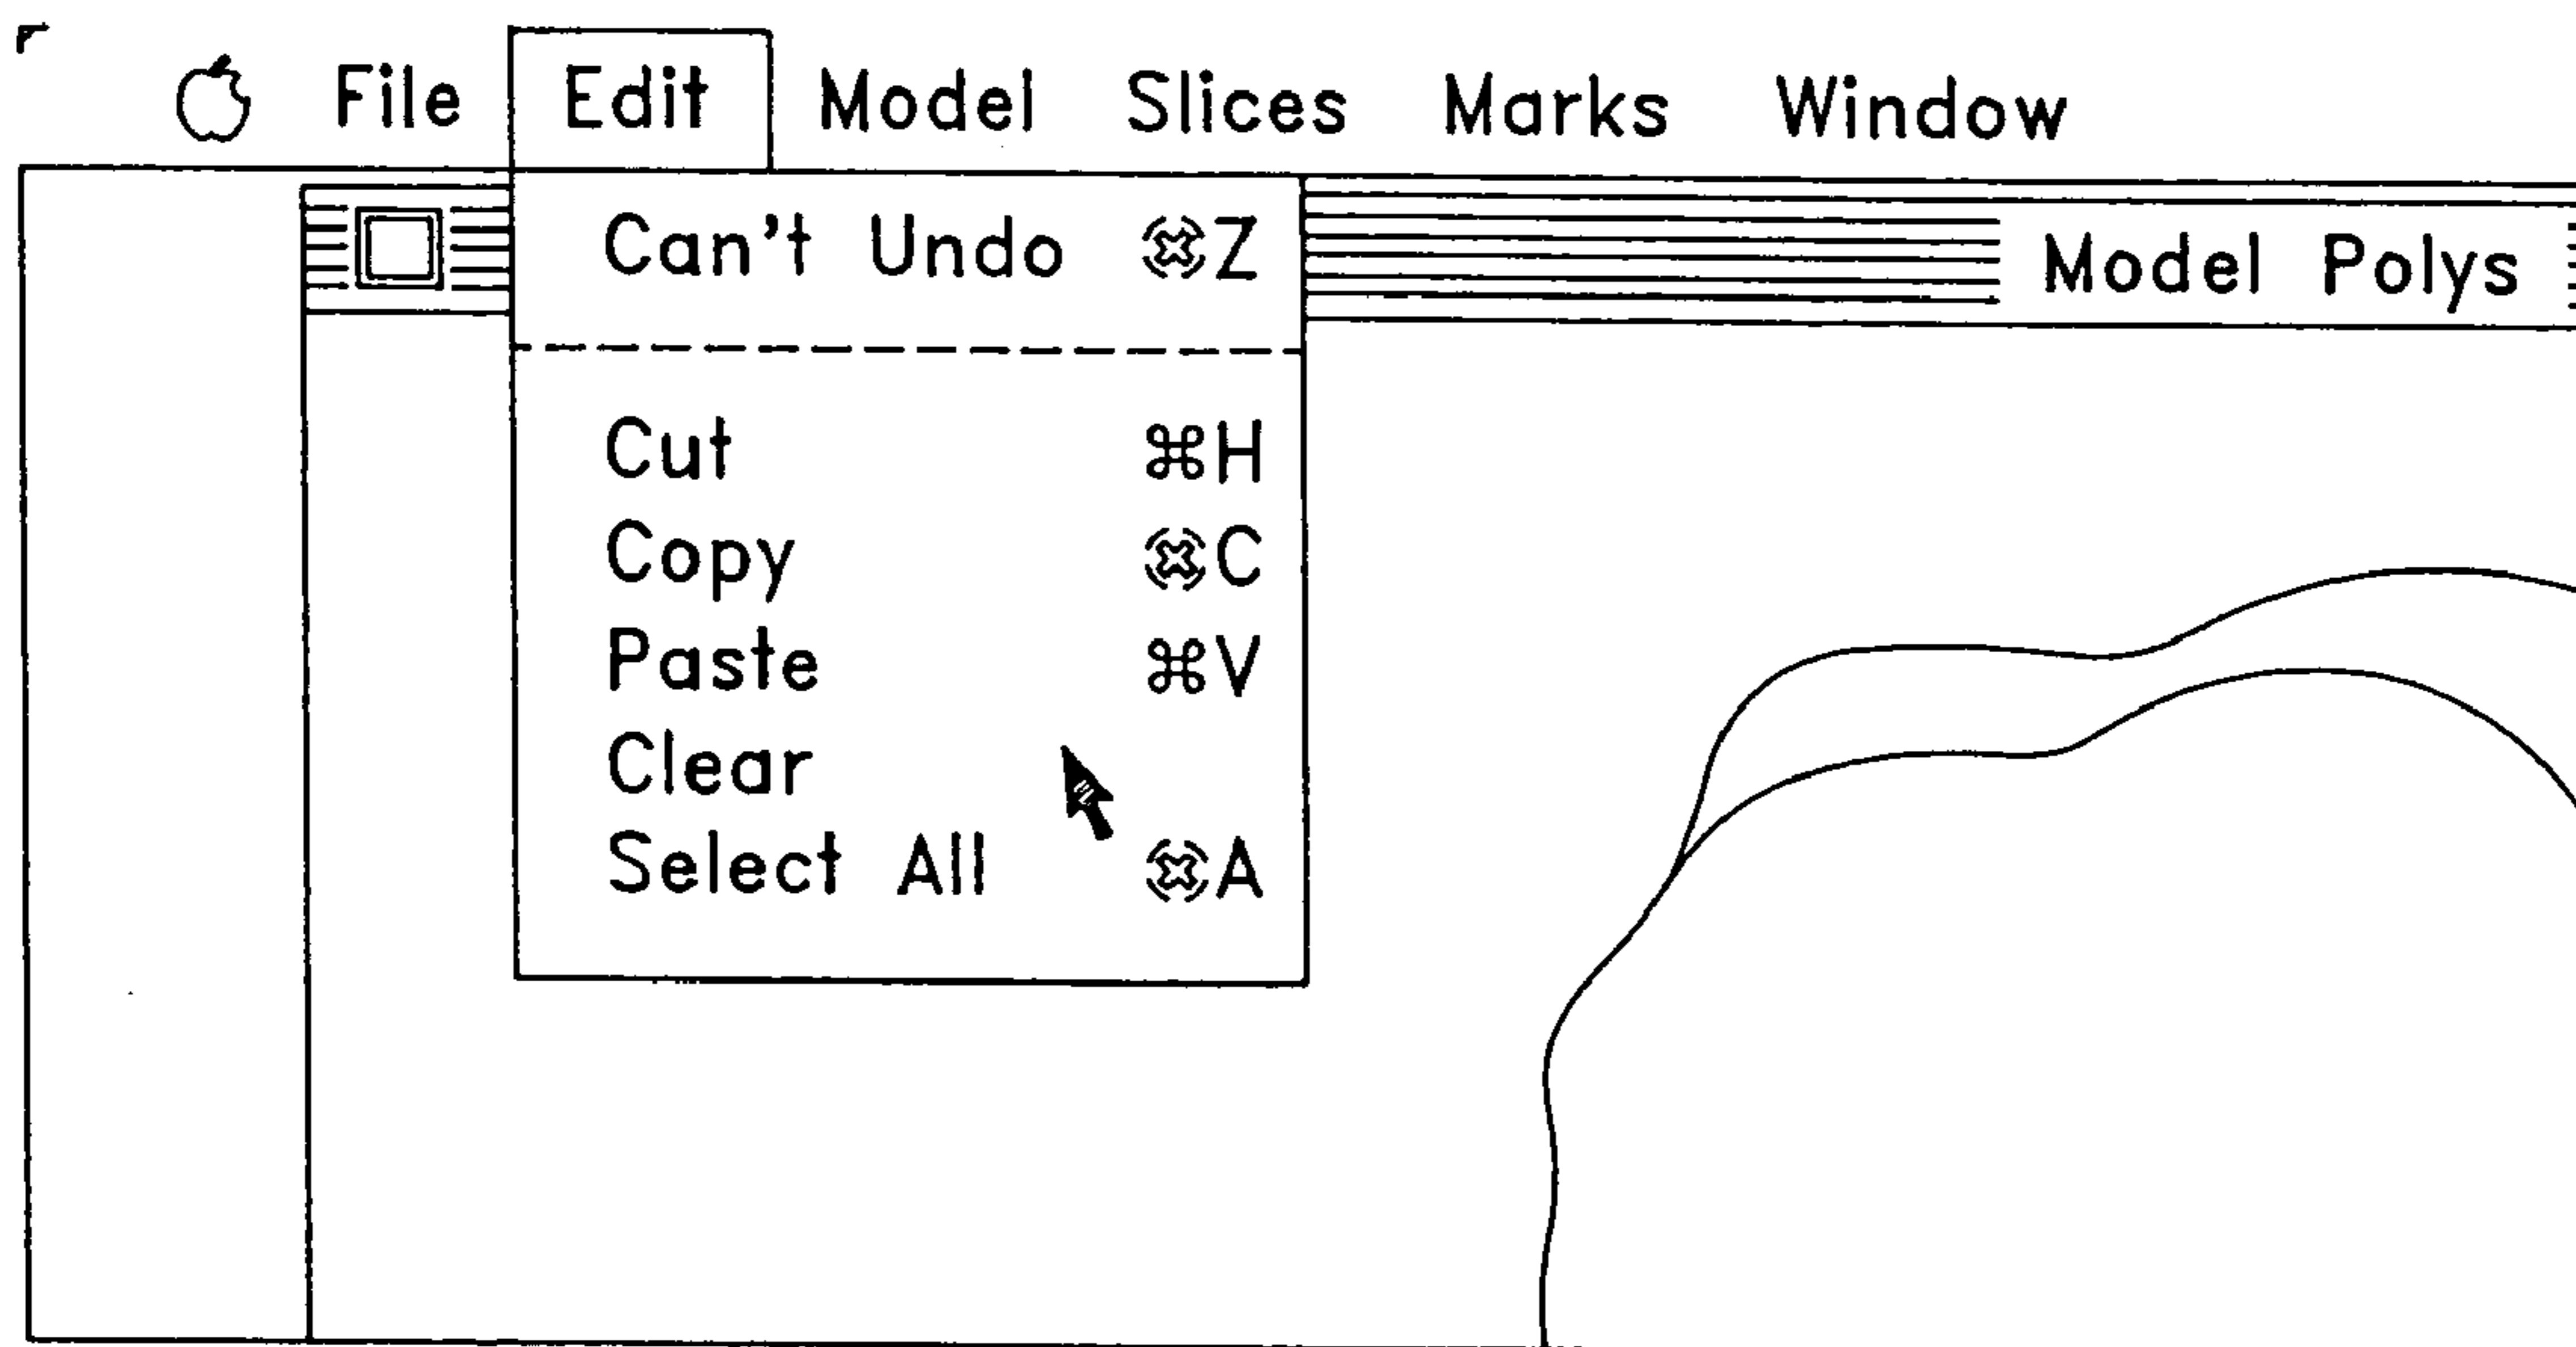 File Edit Model Slices Marks Window
Model Polys
Can't Undo ⌘Z
Cut ⌘H
Copy ⌘C
Paste ⌘V
Clear
Select All ⌘A